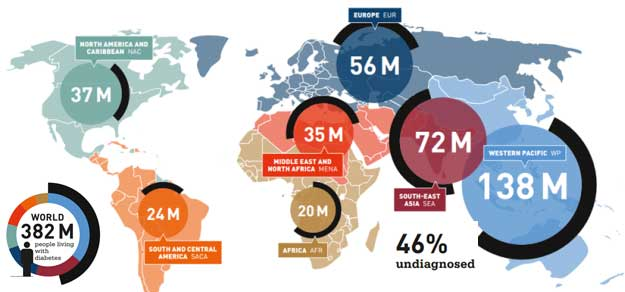 EUROPE EUR
56 M
NORTH AMERICA AND
CARIBBEAN NAC
37 M
35 M
MIDDLE EAST AND
NORTH AFRICA MENA
72 M
SOUTH-EAST
ASIA SEA
WESTERN PACIFIC WP
138 M
24 M
SOUTH AND CENTRAL
AMERICA SACA
20 M
AFRICA AFR
WORLD
382 M
people living
with
diabetes
46%
undiagnosed